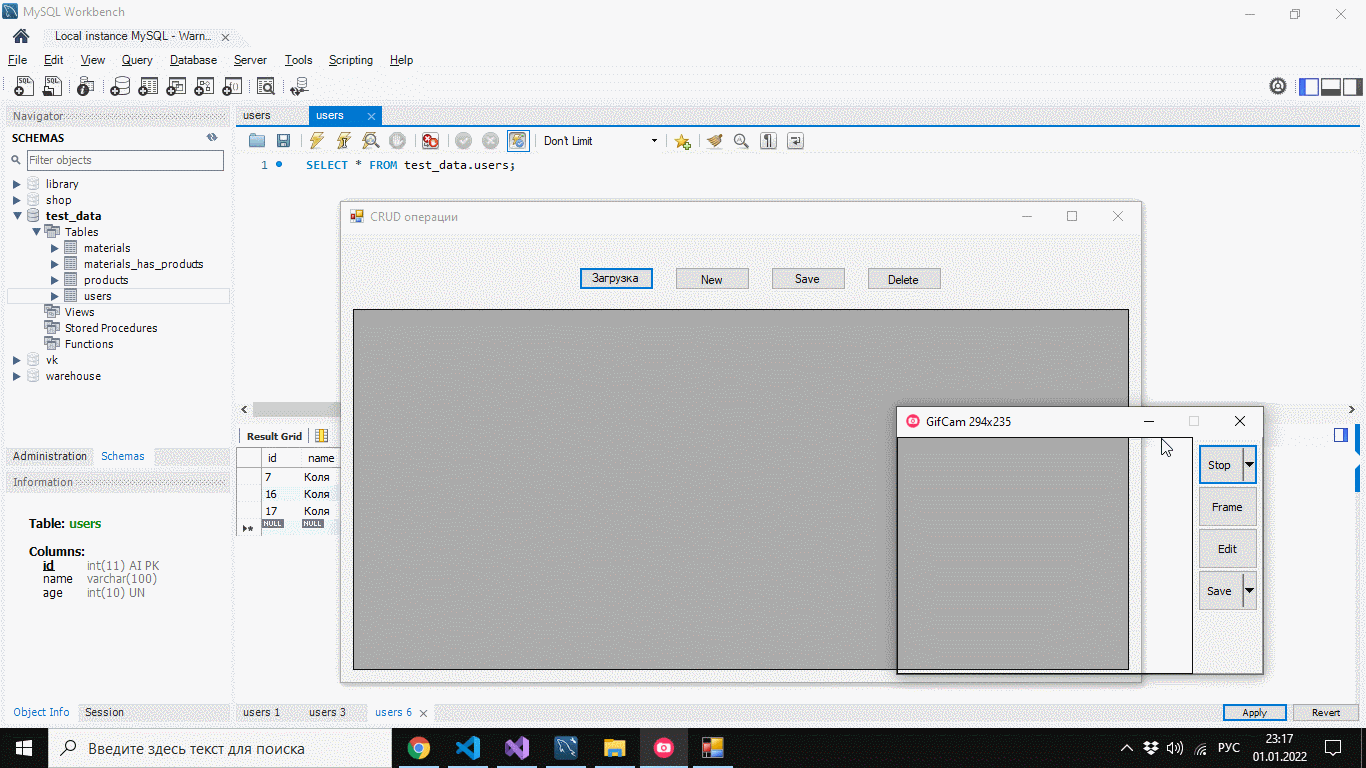 MySQL Workbench
Local instance MySQL - Warn...
File Edit View Query Database Server Tools Scripting Help
Navigator
SCHEMAS
Filter objects
library
shop
test_data
Tables
materials
materials_has_products
products
users
Views
Stored Procedures
Functions
vk
warehouse
Administration Schemas
Information
Table: users
Columns:
id int(11) AI PK
name varchar(100)
age int(10) UN
Object Info Session
users users
Don't Limit
1 SELECT * FROM test_data.users;
CRUD операции
Загрузка New Save Delete
Result Grid
id name
7 Коля
16 Коля
17 Коля
NULL NULL
GifCam 294x235
Stop
Frame
Edit
Save
users 1 users 3 users 6
Apply Revert
Введите здесь текст для поиска
РУС
23:17
01.01.2022